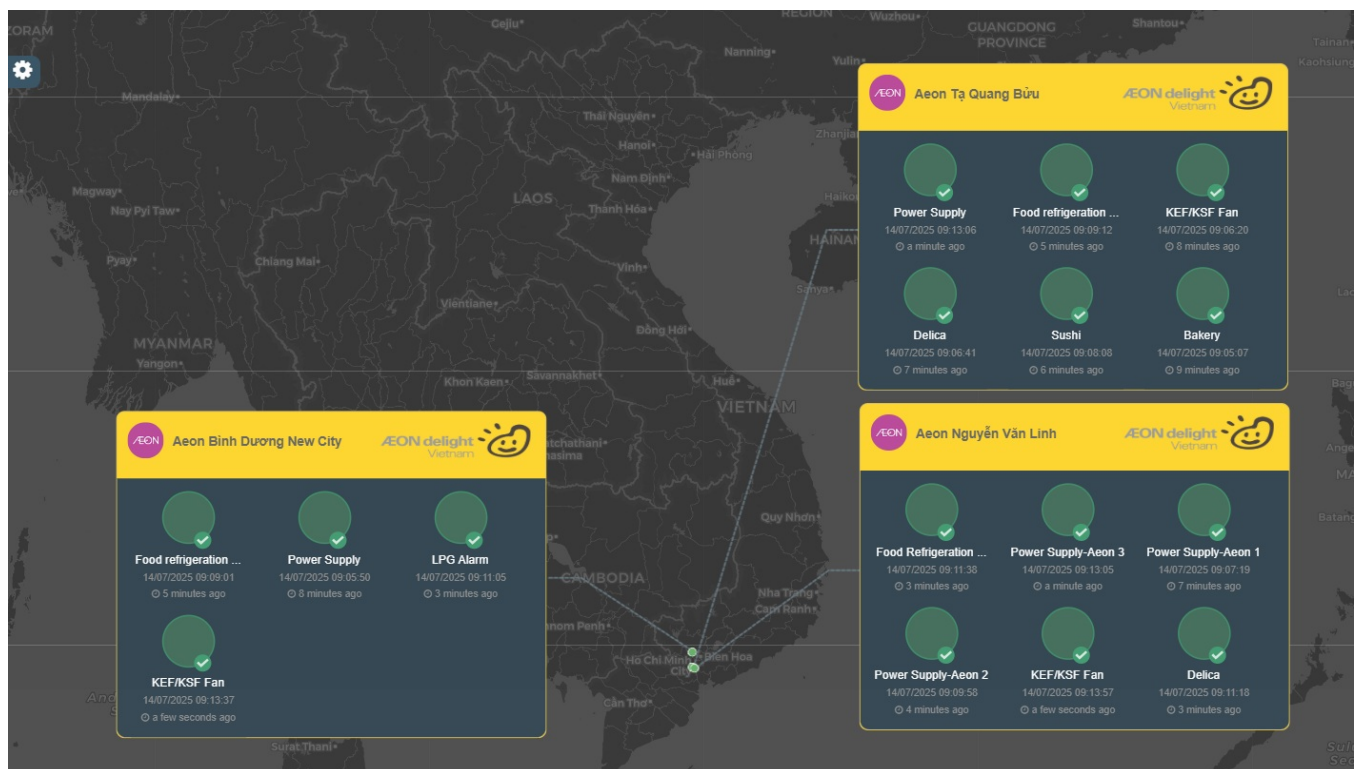 ZORAM
Gejiu
REGION
Wuzhou
GUANGDONG
PROVINCE
Shantou
Tainan
Kaohsiung
Nanning
Yulin
Mandalay
Thái Nguyên
Hanoi
Hải Phòng
Zhanjia
Nam Định
Magway
Nay Pyi Taw
LAOS
Thanh Hóa
Haiko
HAINAN
Pyay
Chiang Mai
Vinh
Sanya
Vientiane
Đồng Hới
MYANMAR
Yangon
Khon Kaen
Savannakhet
Huế
VIETNAM
Quy Nhơn
CAMBODIA
Nha Trang
Cam Ranh
nom Penh
Ho Chi Minh
City
Bien Hoa
Cần Thơ
Surat Thani
Batang
ÆON
Aeon Tạ Quang Bửu
ÆON delight
Vietnam
Power Supply
14/07/2025 09:13:06
a minute ago
Food refrigeration ...
14/07/2025 09:09:12
5 minutes ago
KEF/KSF Fan
14/07/2025 09:06:20
8 minutes ago
Delica
14/07/2025 09:06:41
7 minutes ago
Sushi
14/07/2025 09:08:08
6 minutes ago
Bakery
14/07/2025 09:05:07
9 minutes ago
ÆON
Aeon Bình Dương New City
ÆON delight
Vietnam
Food refrigeration ...
14/07/2025 09:09:01
5 minutes ago
Power Supply
14/07/2025 09:05:50
8 minutes ago
LPG Alarm
14/07/2025 09:11:05
3 minutes ago
KEF/KSF Fan
14/07/2025 09:13:37
a few seconds ago
ÆON
Aeon Nguyễn Văn Linh
ÆON delight
Vietnam
Food Refrigeration ...
14/07/2025 09:11:38
3 minutes ago
Power Supply-Aeon 3
14/07/2025 09:13:05
a minute ago
Power Supply-Aeon 1
14/07/2025 09:07:19
7 minutes ago
Power Supply-Aeon 2
14/07/2025 09:09:58
4 minutes ago
KEF/KSF Fan
14/07/2025 09:13:57
a few seconds ago
Delica
14/07/2025 09:11:18
3 minutes ago